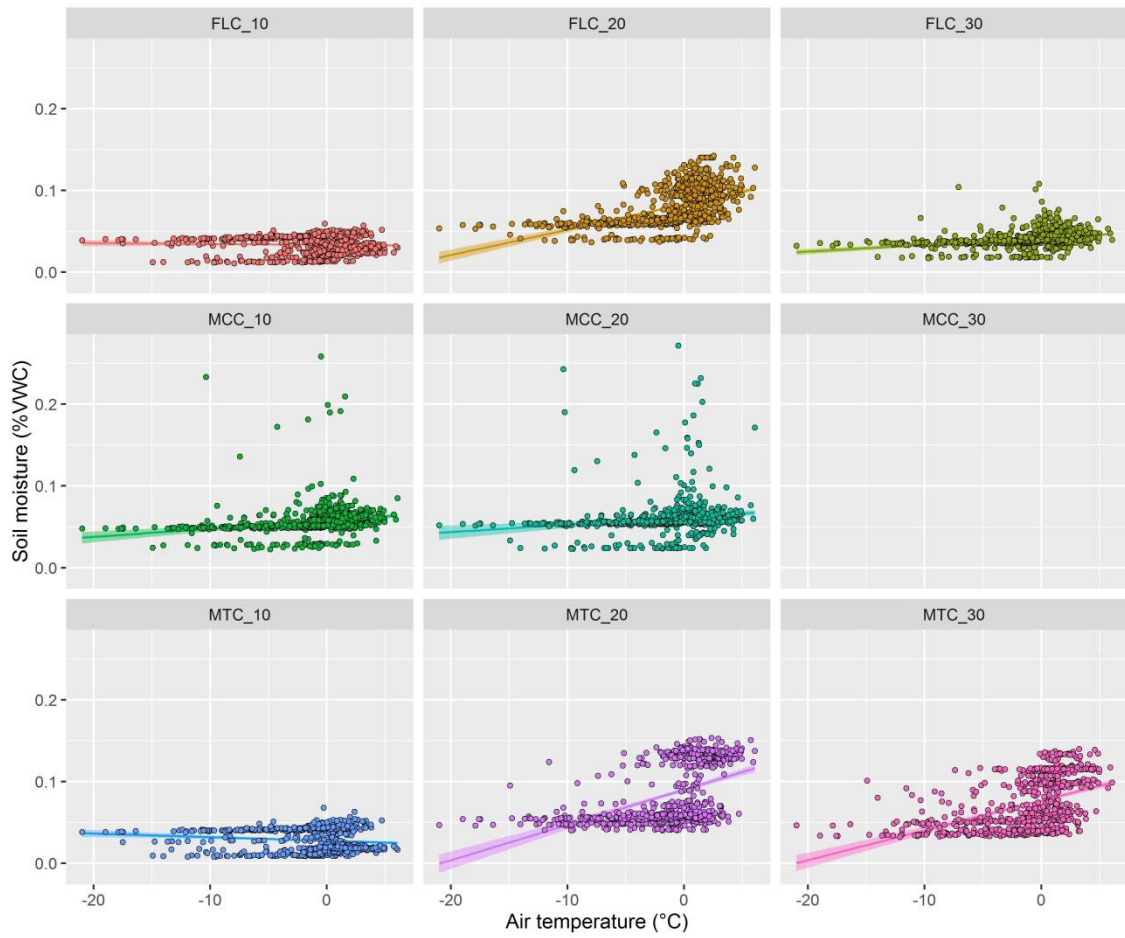 FLC_10 FLC_20 FLC_30
0.2
0.1
0.0
MCC_10 MCC_20 MCC_30
0.2
0.1
0.0
Soil moisture (%VWC)
MTC_10 MTC_20 MTC_30
0.2
0.1
0.0
-20 -10 0 -20 -10 0 -20 -10 0
Air temperature (°C)